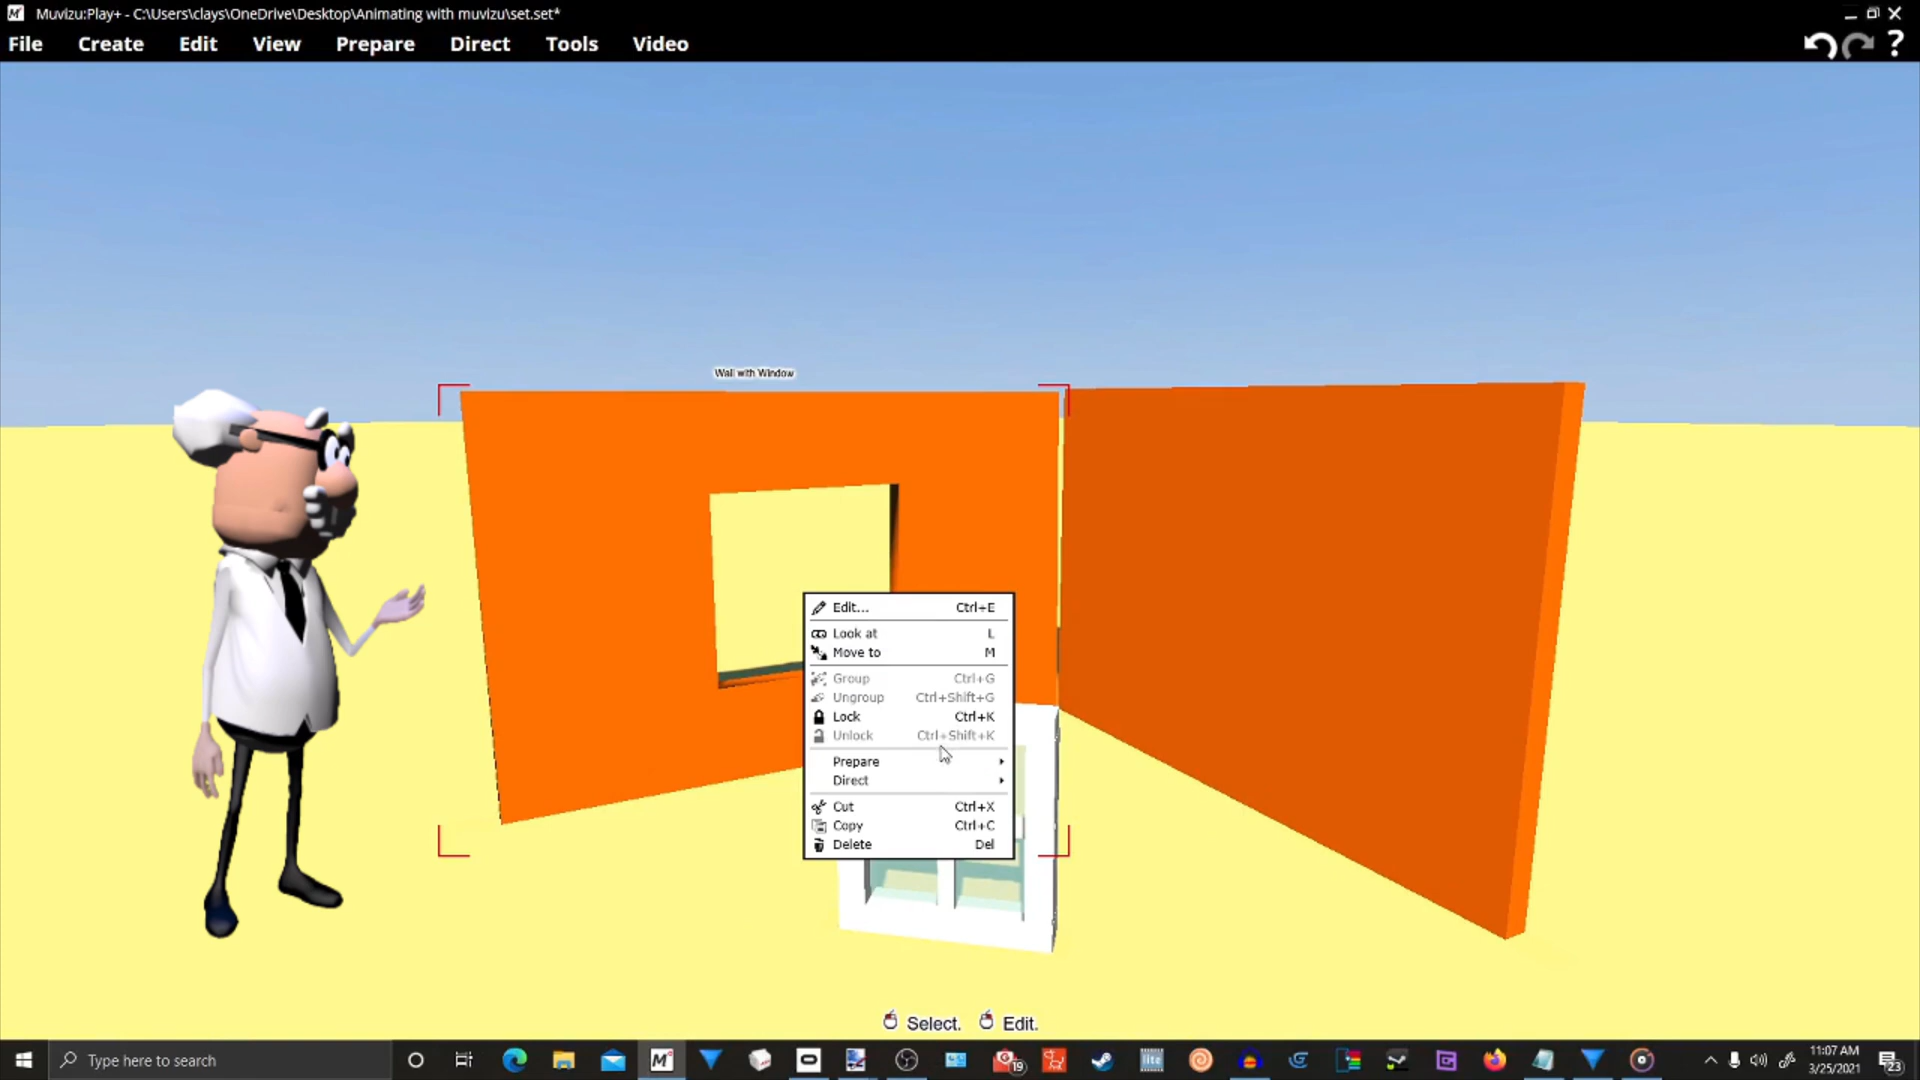 Muvizu:Play+ - C:\Users\clays\OneDrive\Desktop\Animating with muvizu\set.set*
File Create Edit View Prepare Direct Tools Video ?
Wall with Window
Edit... Ctrl+E
Look at L
Move to M
Group Ctrl+G
Ungroup Ctrl+Shift+G
Lock Ctrl+K
Unlock Ctrl+Shift+K
Prepare
Direct
Cut Ctrl+X
Copy Ctrl+C
Delete Del
Select. Edit.
Type here to search
M
19
lite
11:07 AM
3/25/2021
23